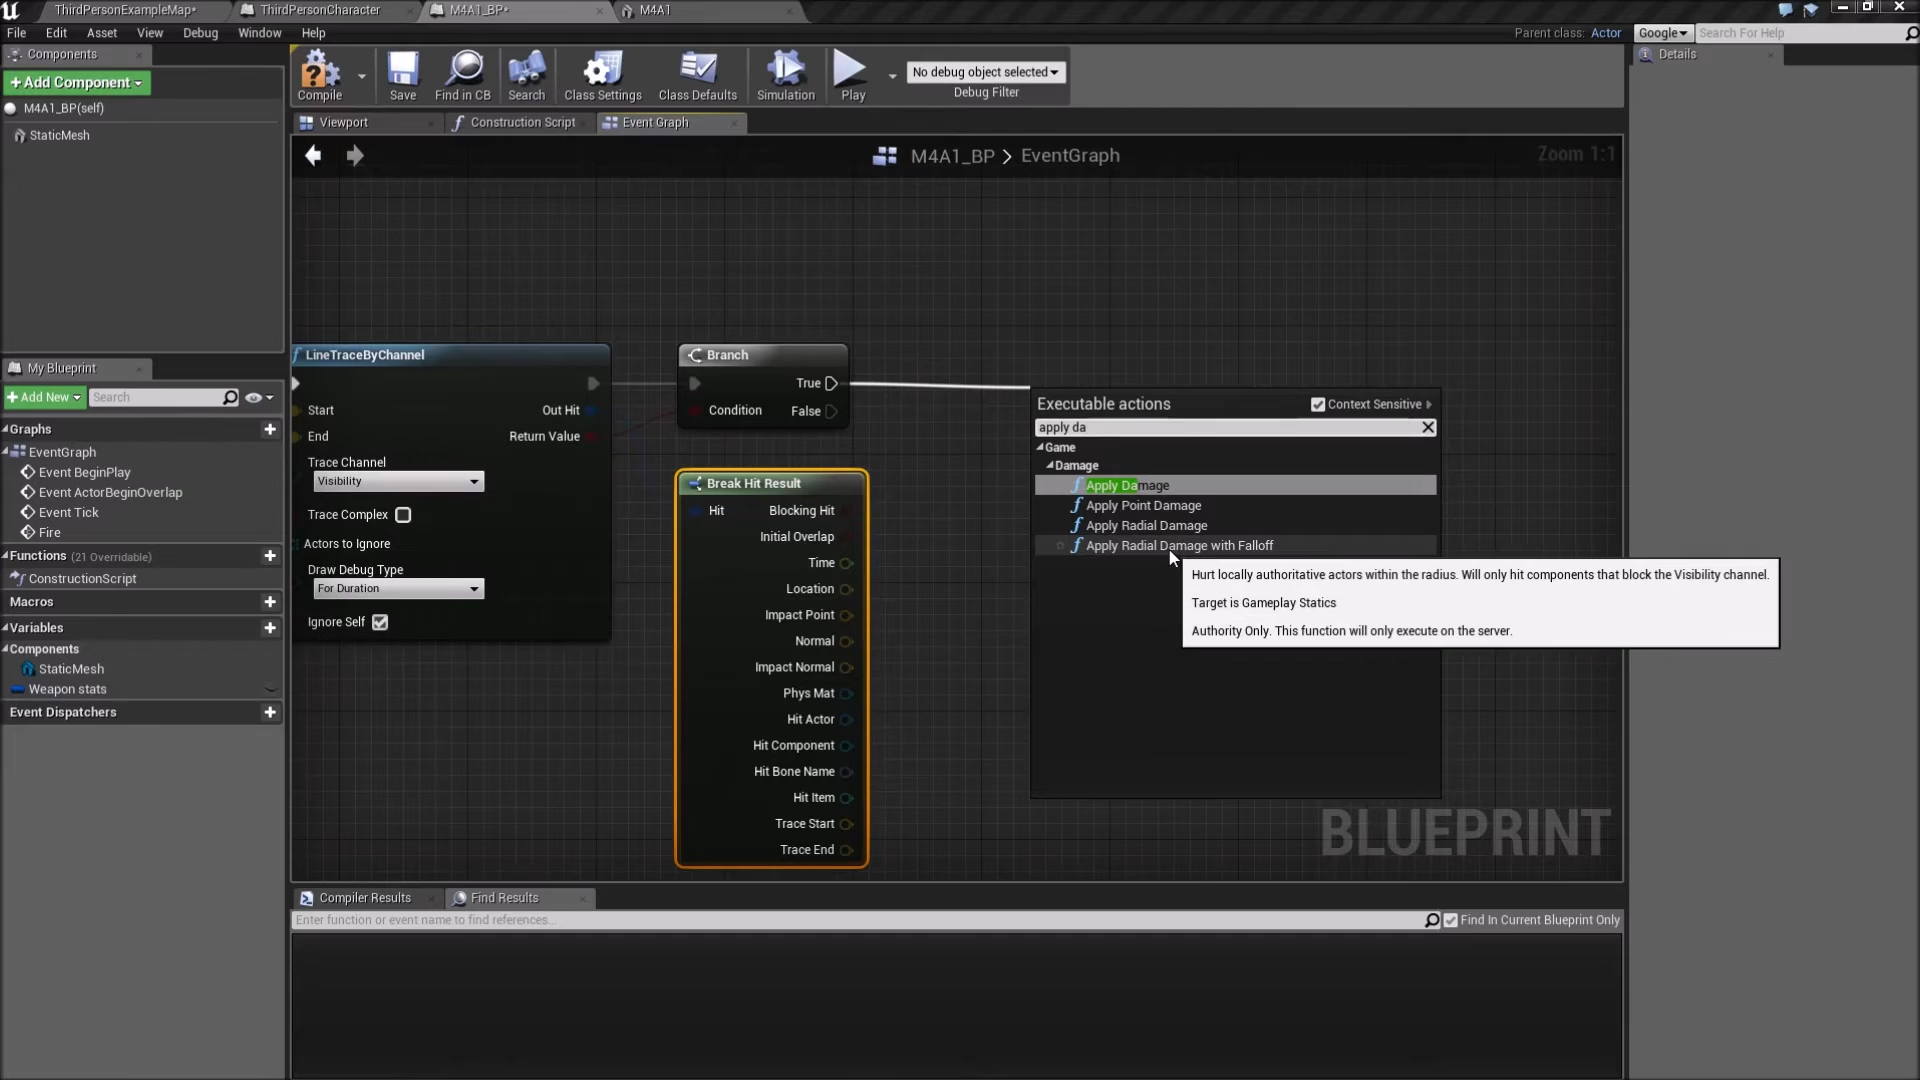 ThirdPersonExampleMap*
ThirdPersonCharacter
M4A1_BP*
M4A1
File Edit Asset View Debug Window Help
Parent class: Actor
Google
Search For Help
Components
+Add Component
M4A1_BP(self)
StaticMesh
Compile
Save
Find in CB
Search
Class Settings
Class Defaults
Simulation
Play
No debug object selected
Debug Filter
Details
Viewport
Construction Script
Event Graph
M4A1_BP > EventGraph
Zoom 1:1
My Blueprint
+Add New
Search
Graphs
EventGraph
Event BeginPlay
Event ActorBeginOverlap
Event Tick
Fire
Functions (21 Overridable)
ConstructionScript
Macros
Variables
Components
StaticMesh
Weapon stats
Event Dispatchers
LineTraceByChannel
Start
Out Hit
End
Return Value
Trace Channel
Visibility
Trace Complex
Actors to Ignore
Draw Debug Type
For Duration
Ignore Self
Branch
True
Condition
False
Break Hit Result
Hit
Blocking Hit
Initial Overlap
Time
Location
Impact Point
Normal
Impact Normal
Phys Mat
Hit Actor
Hit Component
Hit Bone Name
Hit Item
Trace Start
Trace End
Executable actions
Context Sensitive
apply da
Game
Damage
Apply Damage
Apply Point Damage
Apply Radial Damage
Apply Radial Damage with Falloff
Hurt locally authoritative actors within the radius. Will only hit components that block the Visibility channel.
Target is Gameplay Statics
Authority Only. This function will only execute on the server.
BLUEPRINT
Compiler Results
Find Results
Enter function or event name to find references...
Find In Current Blueprint Only